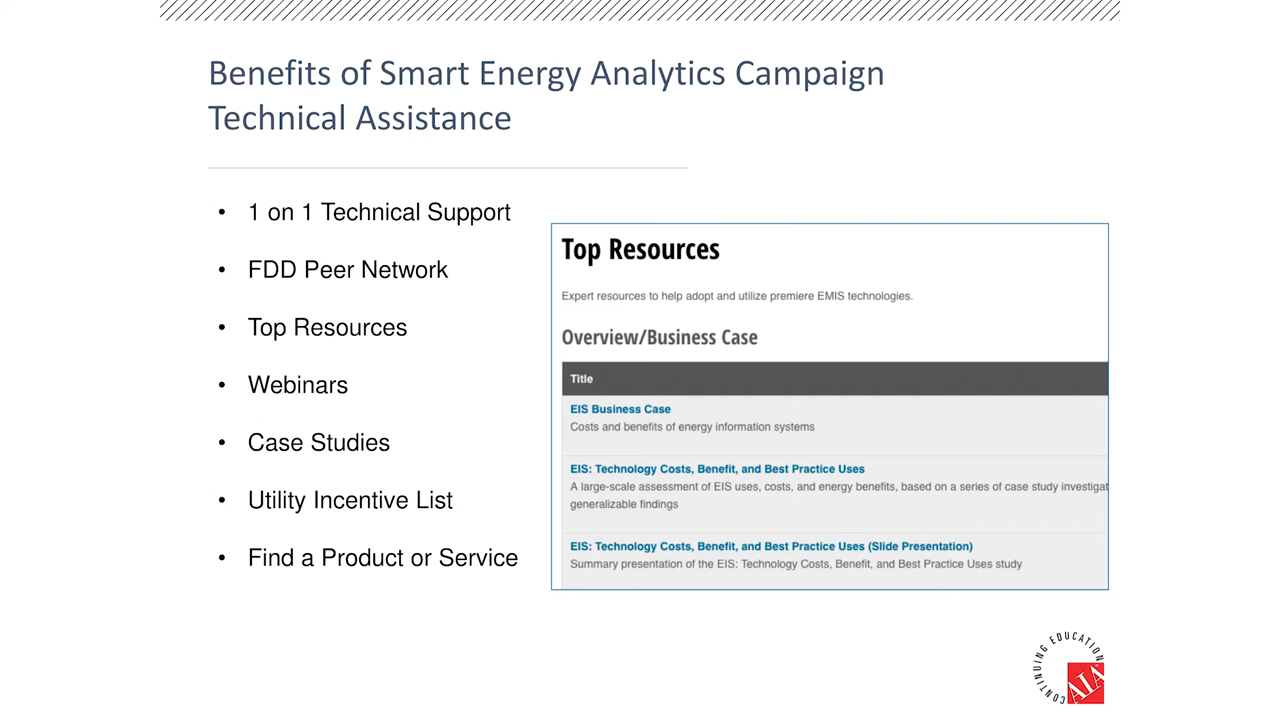 Benefits of Smart Energy Analytics Campaign
Technical Assistance
• 1 on 1 Technical Support
• FDD Peer Network
• Top Resources
• Webinars
• Case Studies
• Utility Incentive List
• Find a Product or Service
Top Resources
Expert resources to help adopt and utilize premiere EMIS technologies.
Overview/Business Case
Title
EIS Business Case
Costs and benefits of energy information systems
EIS: Technology Costs, Benefit, and Best Practice Uses
A large-scale assessment of EIS uses, costs, and energy benefits, based on a series of case study investigat
generalizable findings
EIS: Technology Costs, Benefit, and Best Practice Uses (Slide Presentation)
Summary presentation of the EIS: Technology Costs, Benefit, and Best Practice Uses study
CONTINUING EDUCATION
AIA